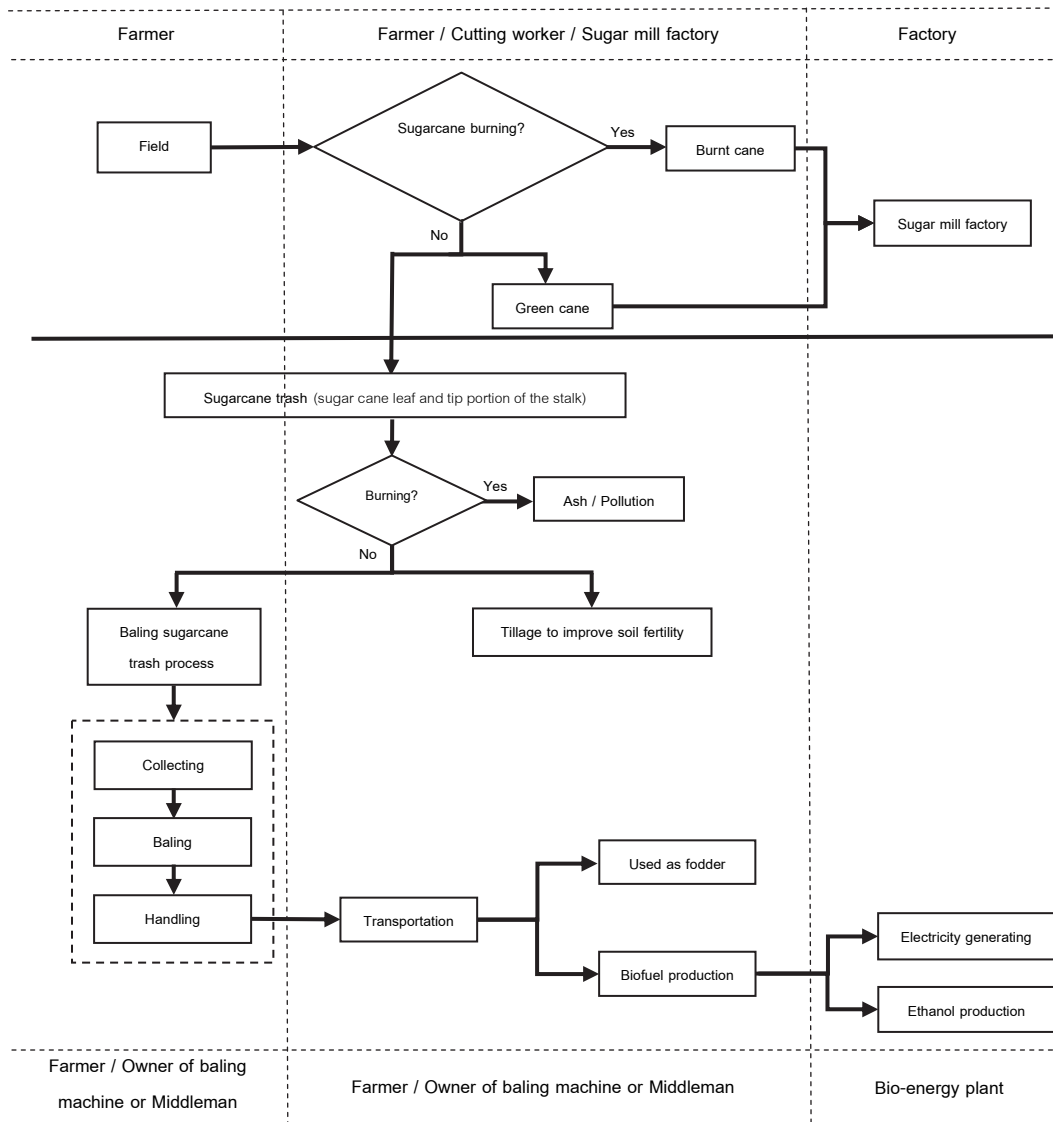 Farmer
Farmer / Cutting worker / Sugar mill factory
Factory
Sugarcane burning?
Yes
Field
Burnt cane
Sugar mill factory
No
Green cane
Sugarcane trash (sugar cane leaf and tip portion of the stalk)
Burning?
Yes
Ash / Pollution
No
Baling sugarcane
trash process
Tillage to improve soil fertility
Collecting
Baling
Handling
Transportation
Used as fodder
Biofuel production
Electricity generating
Ethanol production
Farmer / Owner of baling
machine or Middleman
Farmer / Owner of baling machine or Middleman
Bio-energy plant